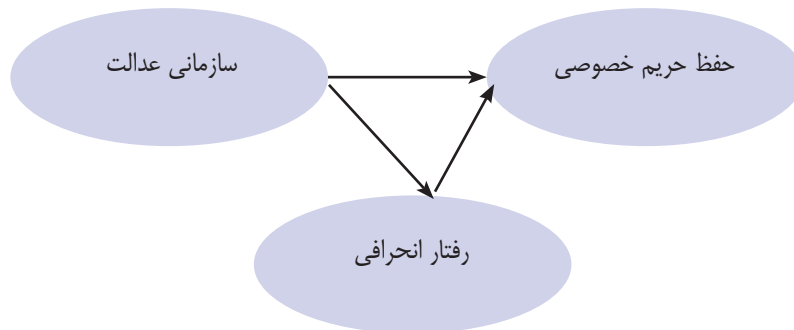 حفظ حریم خصوصی
سازمانی عدالت
رفتار انحرافی